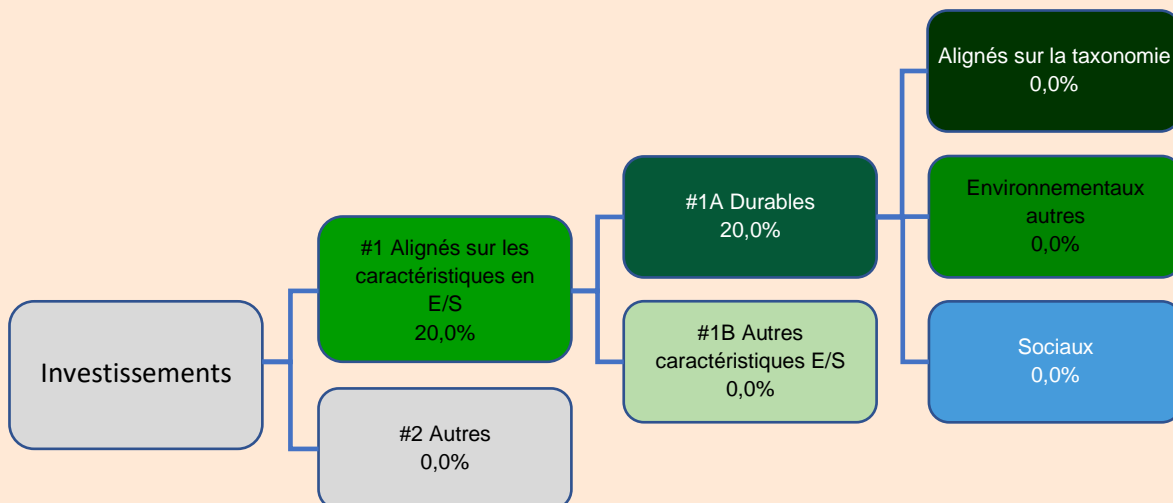 Investissements
#1 Alignés sur les
caractéristiques en
E/S
20,0%
#2 Autres
0,0%
#1A Durables
20,0%
#1B Autres
caractéristiques E/S
0,0%
Alignés sur la taxonomie
0,0%
Environnementaux
autres
0,0%
Sociaux
0,0%